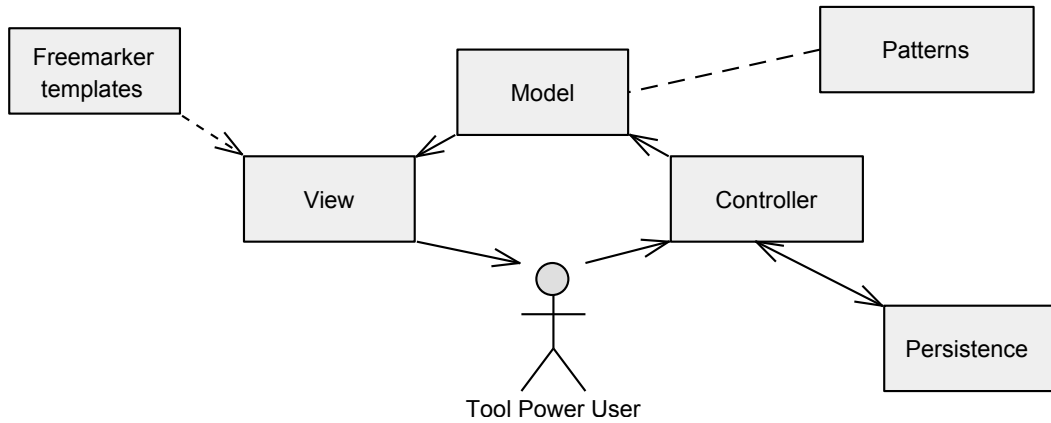 Freemarker
templates
Model
Patterns
View
Controller
Persistence
Tool Power User